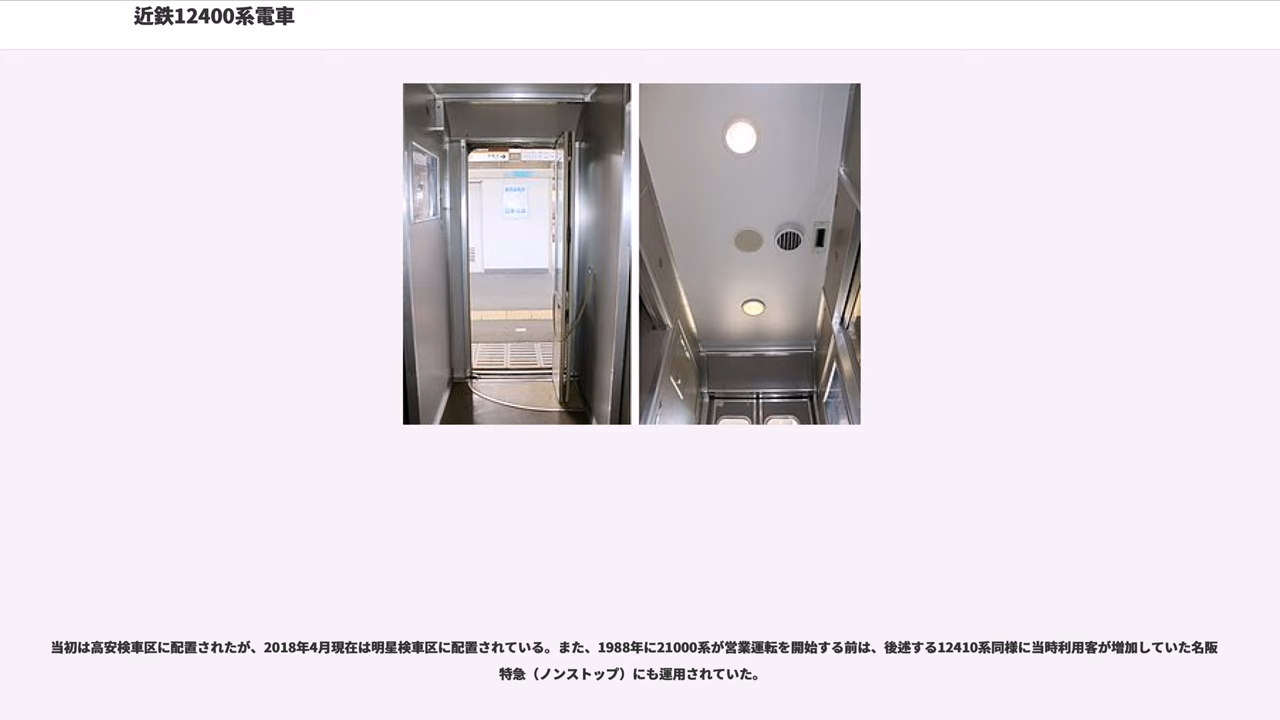 近鉄12400系電車
当初は高安検車区に配置されたが、2018年4月現在は明星検車区に配置されている。また、1988年に21000系が営業運転を開始する前は、後述する12410系同様に当時利用客が増加していた名阪
特急（ノンストップ）にも運用されていた。